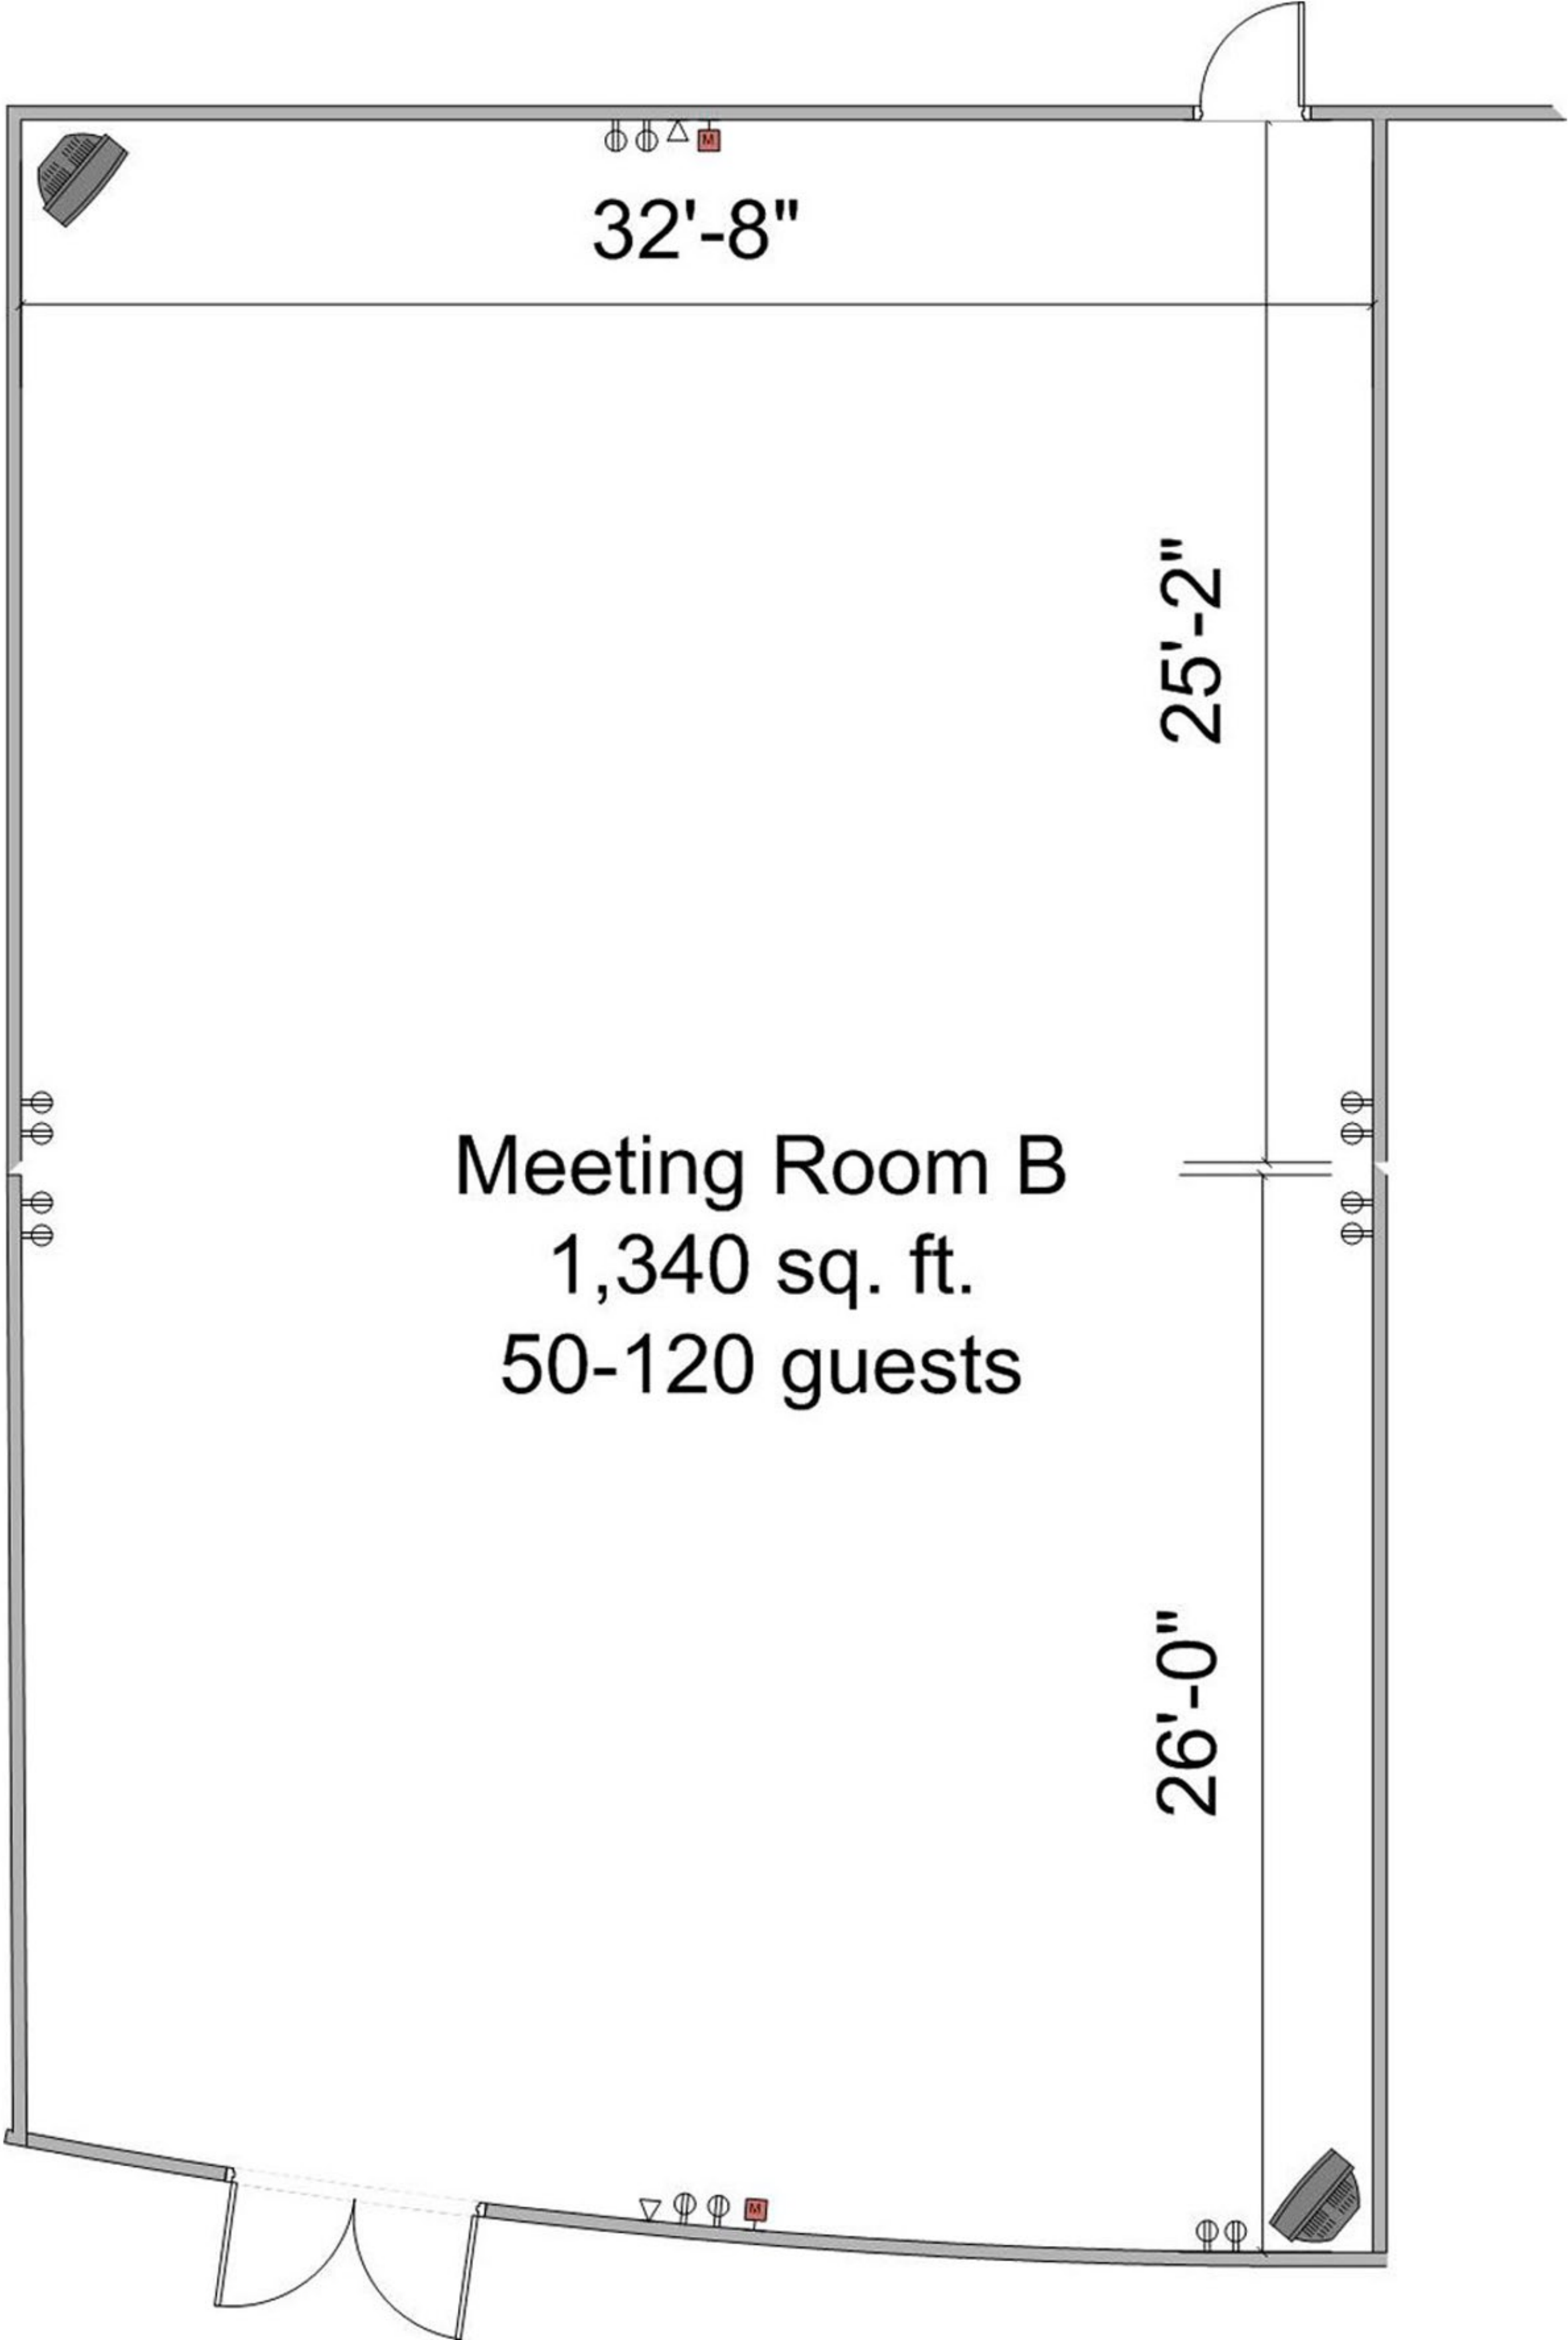 M
32'-8"
25'-2"
Meeting Room B
1,340 sq. ft.
50-120 guests
26'-0"
M